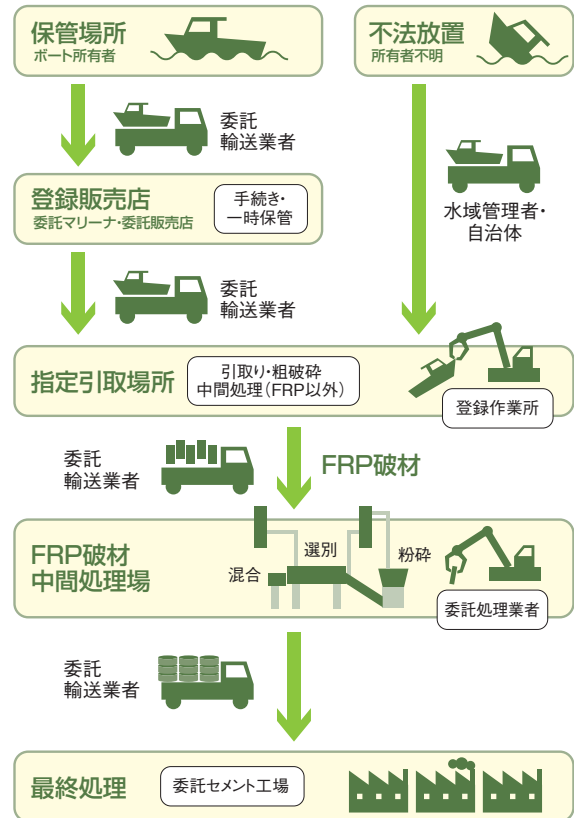 保管場所
ボート所有者
不法放置
所有者不明
委託
輸送業者
登録販売店
委託マリーナ・委託販売店
手続き・
一時保管
水域管理者・
自治体
委託
輸送業者
指定引取場所
引取り・粗破砕
中間処理(FRP以外)
登録作業所
委託
輸送業者
FRP破材
FRP破材
中間処理場
混合
選別
粉砕
委託処理業者
委託
輸送業者
最終処理
委託セメント工場